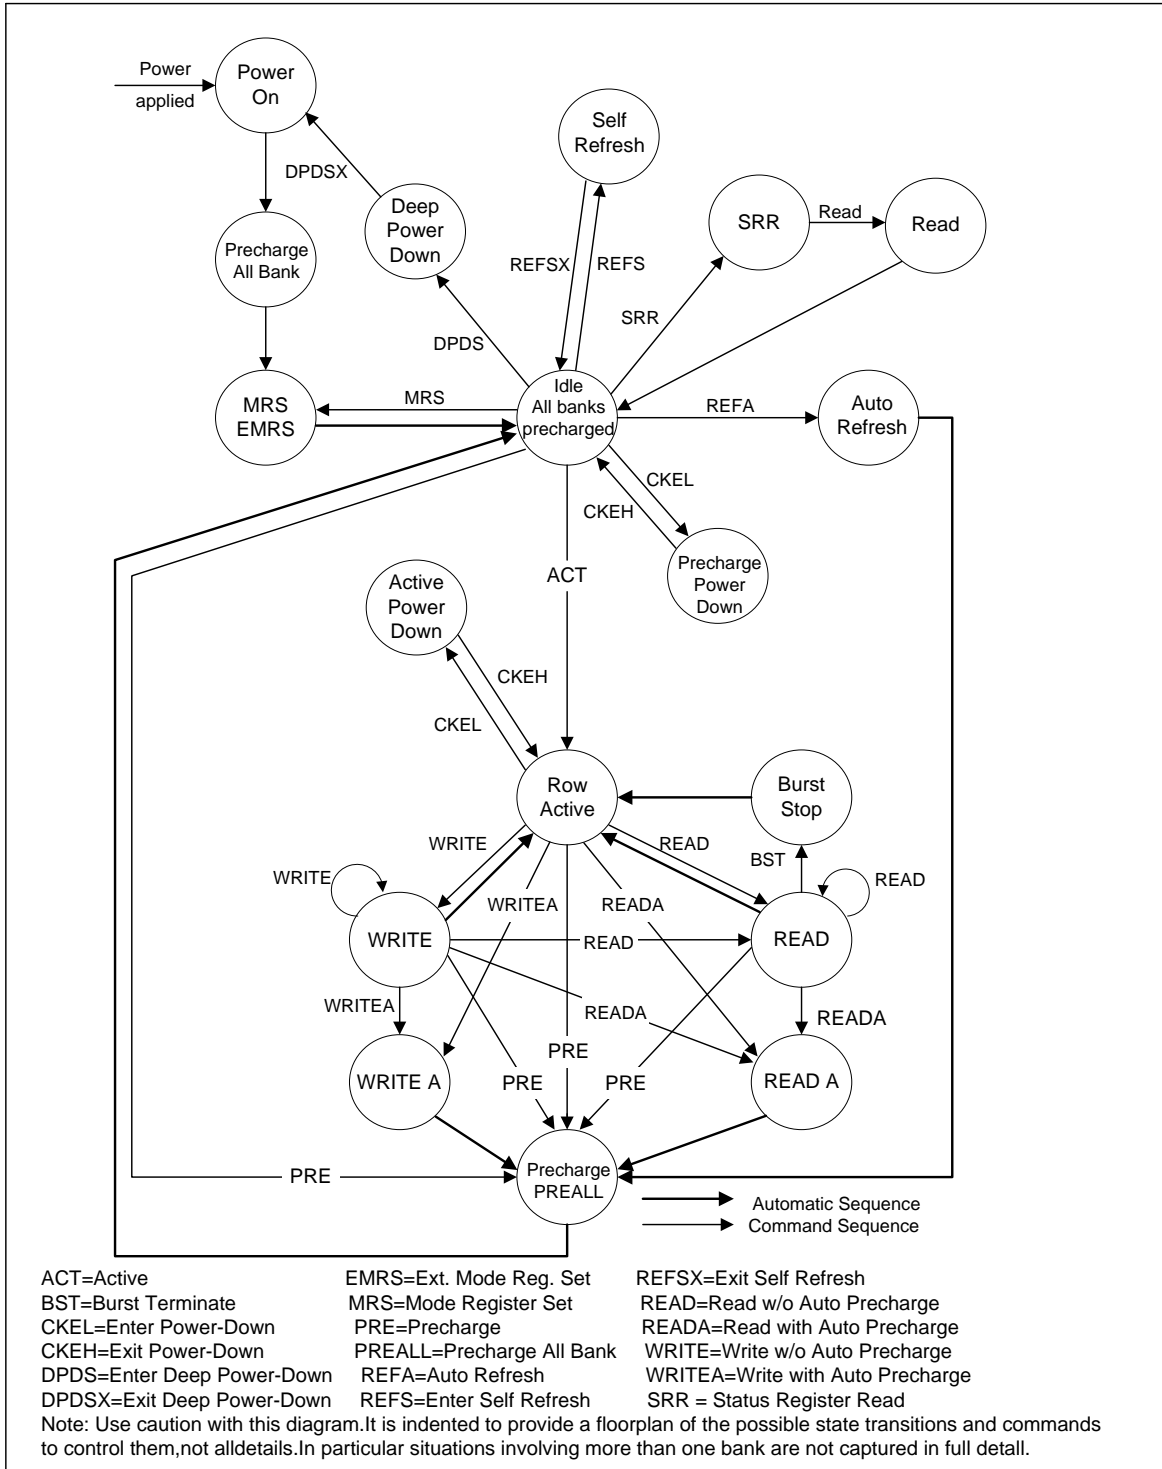 Power
applied
Power
On
Self
Refresh
DPDSX
Deep
Power
Down
SRR
Read
Read
Precharge
All Bank
REFSX
REFS
SRR
DPDS
MRS
EMRS
MRS
Idle
All banks
precharged
REFA
Auto
Refresh
CKEL
CKEH
Precharge
Power
Down
ACT
Active
Power
Down
CKEH
CKEL
Row
Active
Burst
Stop
WRITE
READ
BST
WRITE
READ
WRITEA
READA
WRITE
READ
READ
WRITEA
READA
READA
PRE
WRITE A
PRE
PRE
READ A
PRE
Precharge
PREALL
Automatic Sequence
Command Sequence
ACT=Active EMRS=Ext. Mode Reg. Set REFSX=Exit Self Refresh
BST=Burst Terminate MRS=Mode Register Set READ=Read w/o Auto Precharge
CKEL=Enter Power-Down PRE=Precharge READA=Read with Auto Precharge
CKEH=Exit Power-Down PREALL=Precharge All Bank WRITE=Write w/o Auto Precharge
DPDS=Enter Deep Power-Down REFA=Auto Refresh WRITEA=Write with Auto Precharge
DPDSX=Exit Deep Power-Down REFS=Enter Self Refresh SRR = Status Register Read
Note: Use caution with this diagram.It is indented to provide a floorplan of the possible state transitions and commands
to control them,not alldetails.In particular situations involving more than one bank are not captured in full detall.